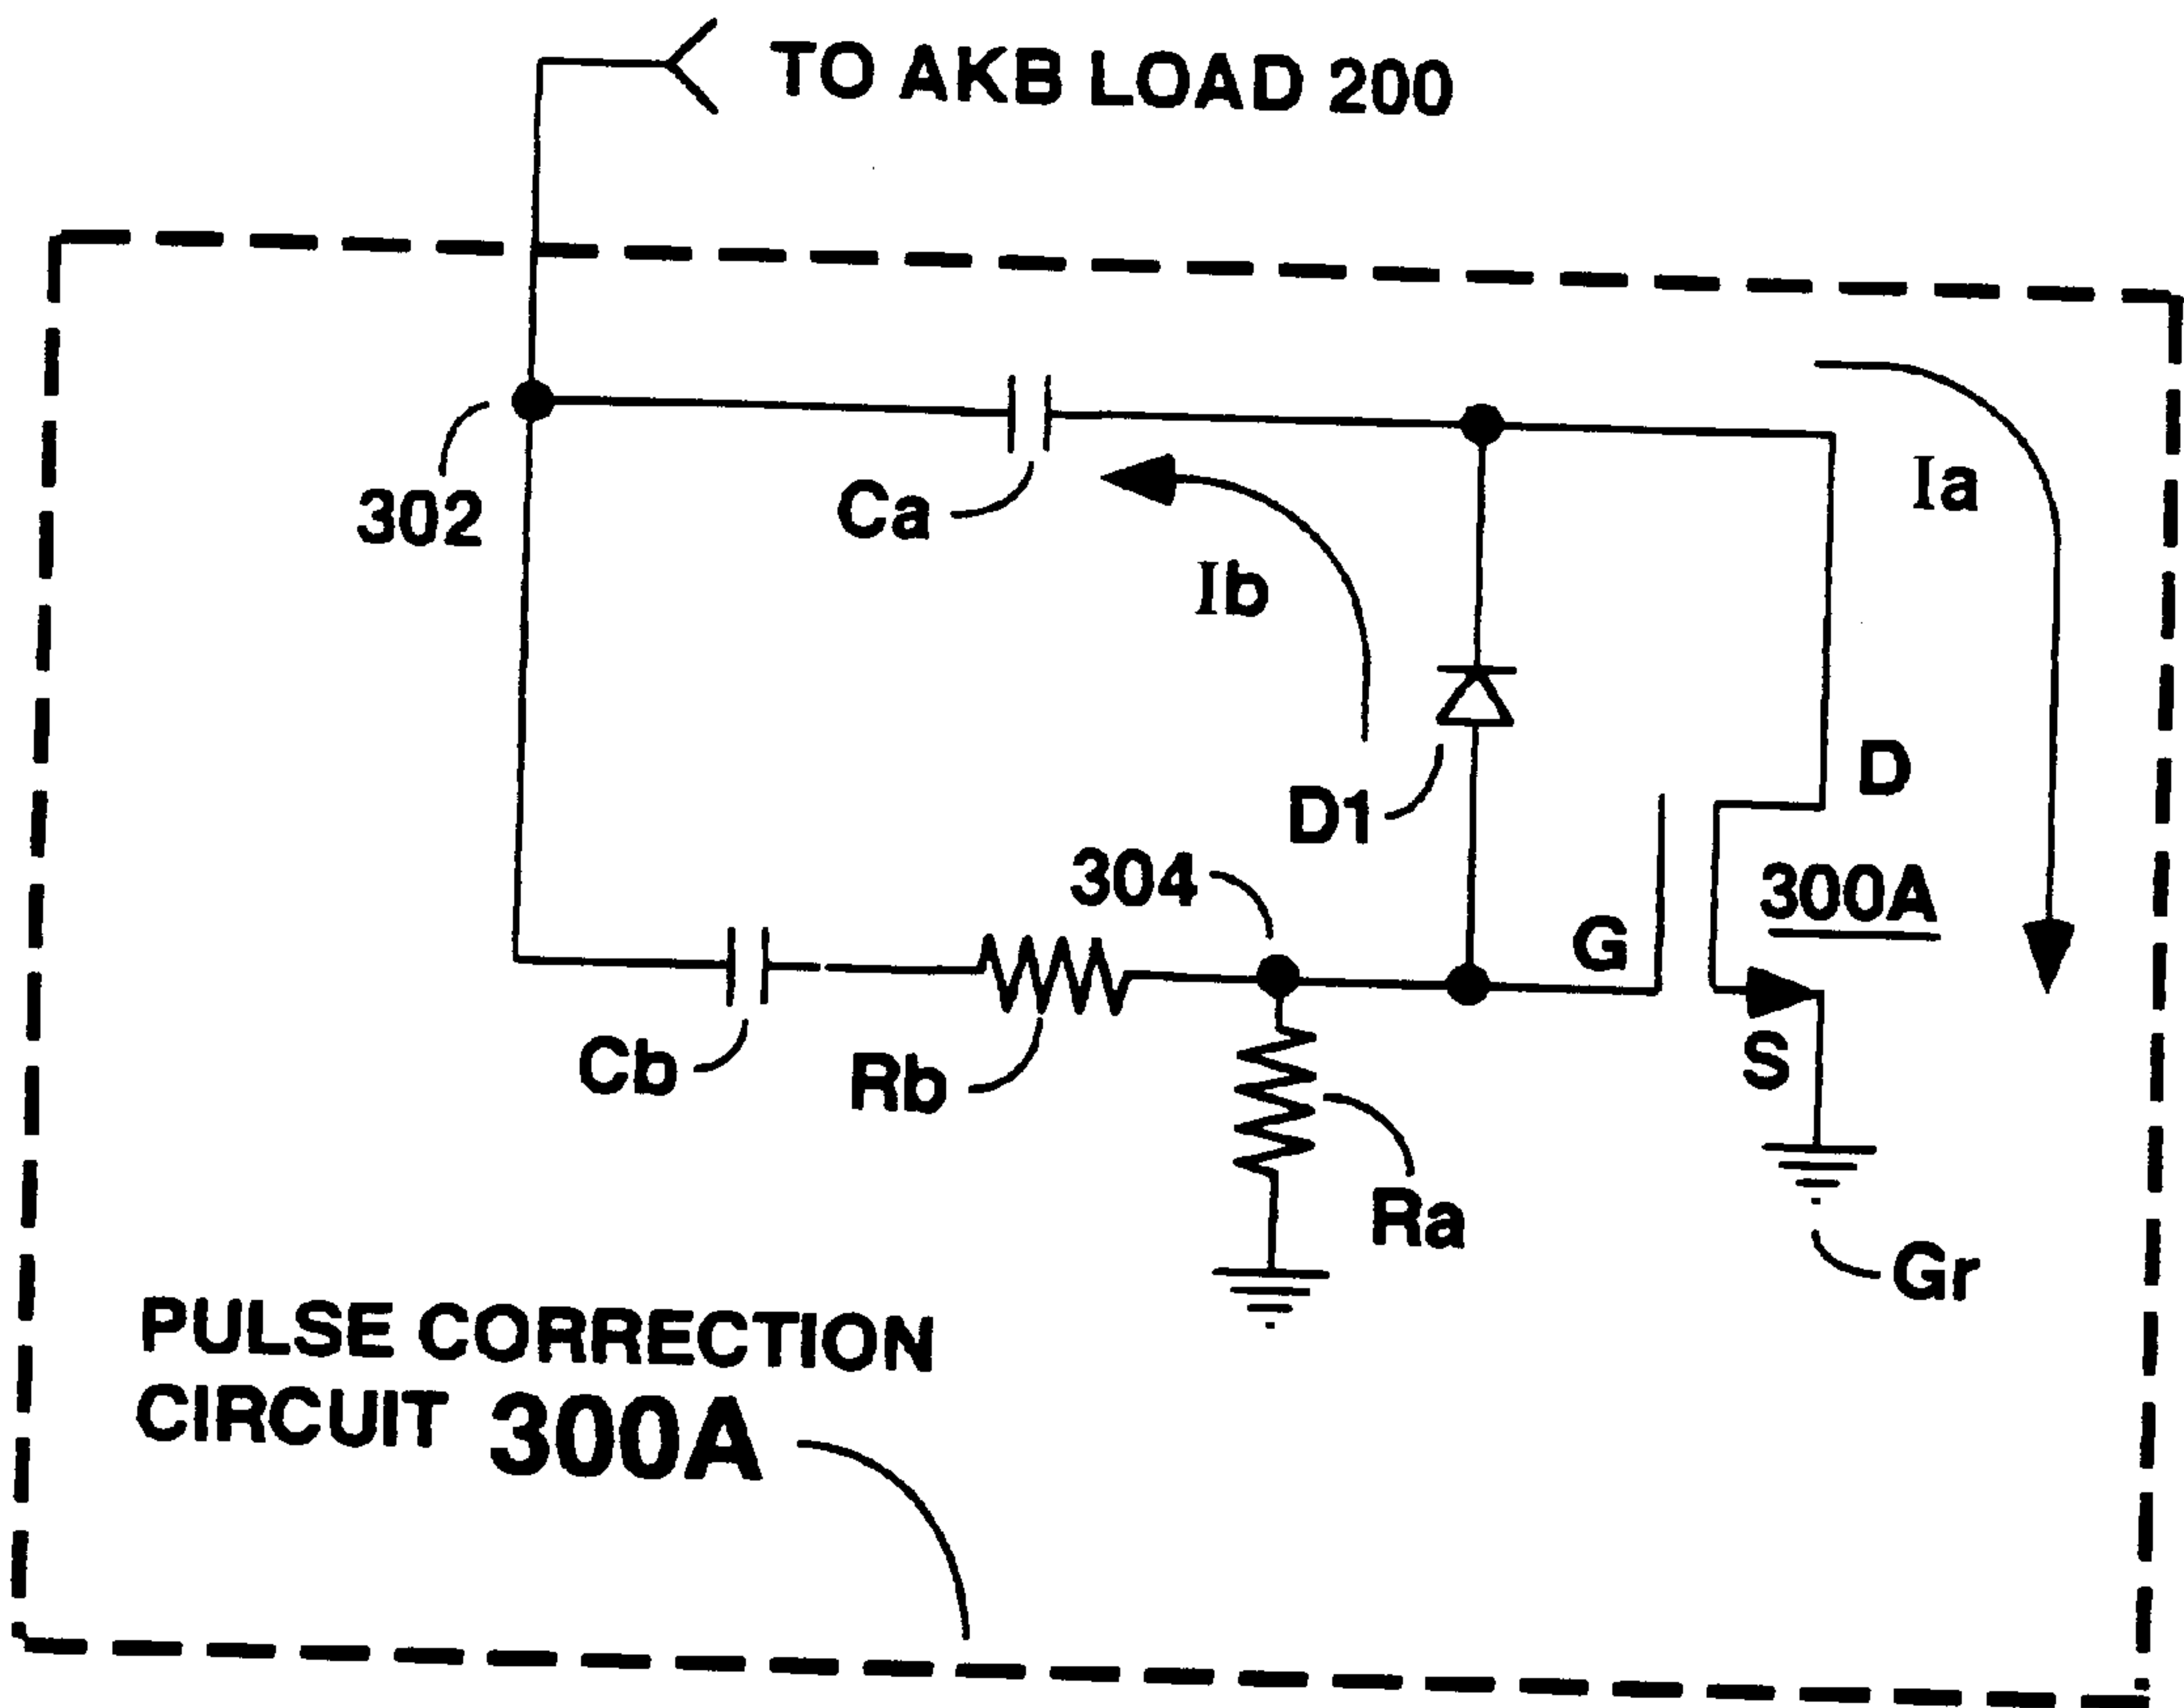 TO AKB LOAD 200
302
Ca
Ia
Ib
D
D1
304
300A
G
Cb
Rb
S
Ra
Gr
PULSE CORRECTION
CIRCUIT 300A